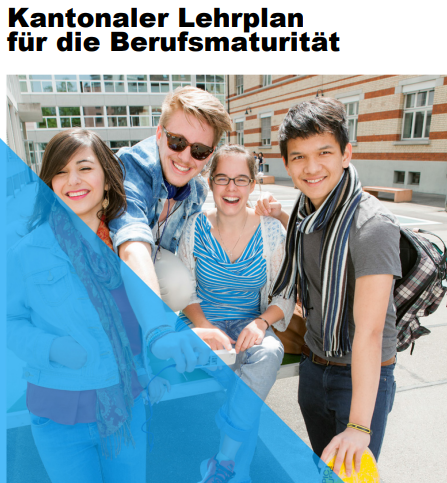 Kantonaler Lehrplan
für die Berufsmaturität